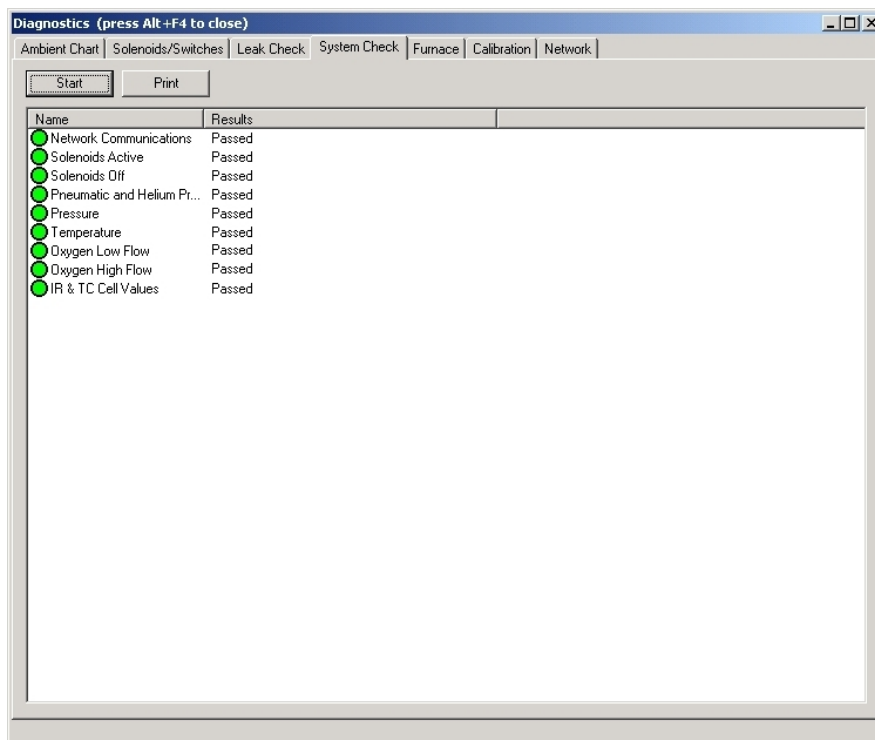 Diagnostics (press Alt+F4 to close)
Ambient Chart Solenoids/Switches Leak Check System Check Furnace Calibration Network
Start Print
Name Results
Network Communications Passed
Solenoids Active Passed
Solenoids Off Passed
Pneumatic and Helium Pr... Passed
Pressure Passed
Temperature Passed
Oxygen Low Flow Passed
Oxygen High Flow Passed
IR & TC Cell Values Passed